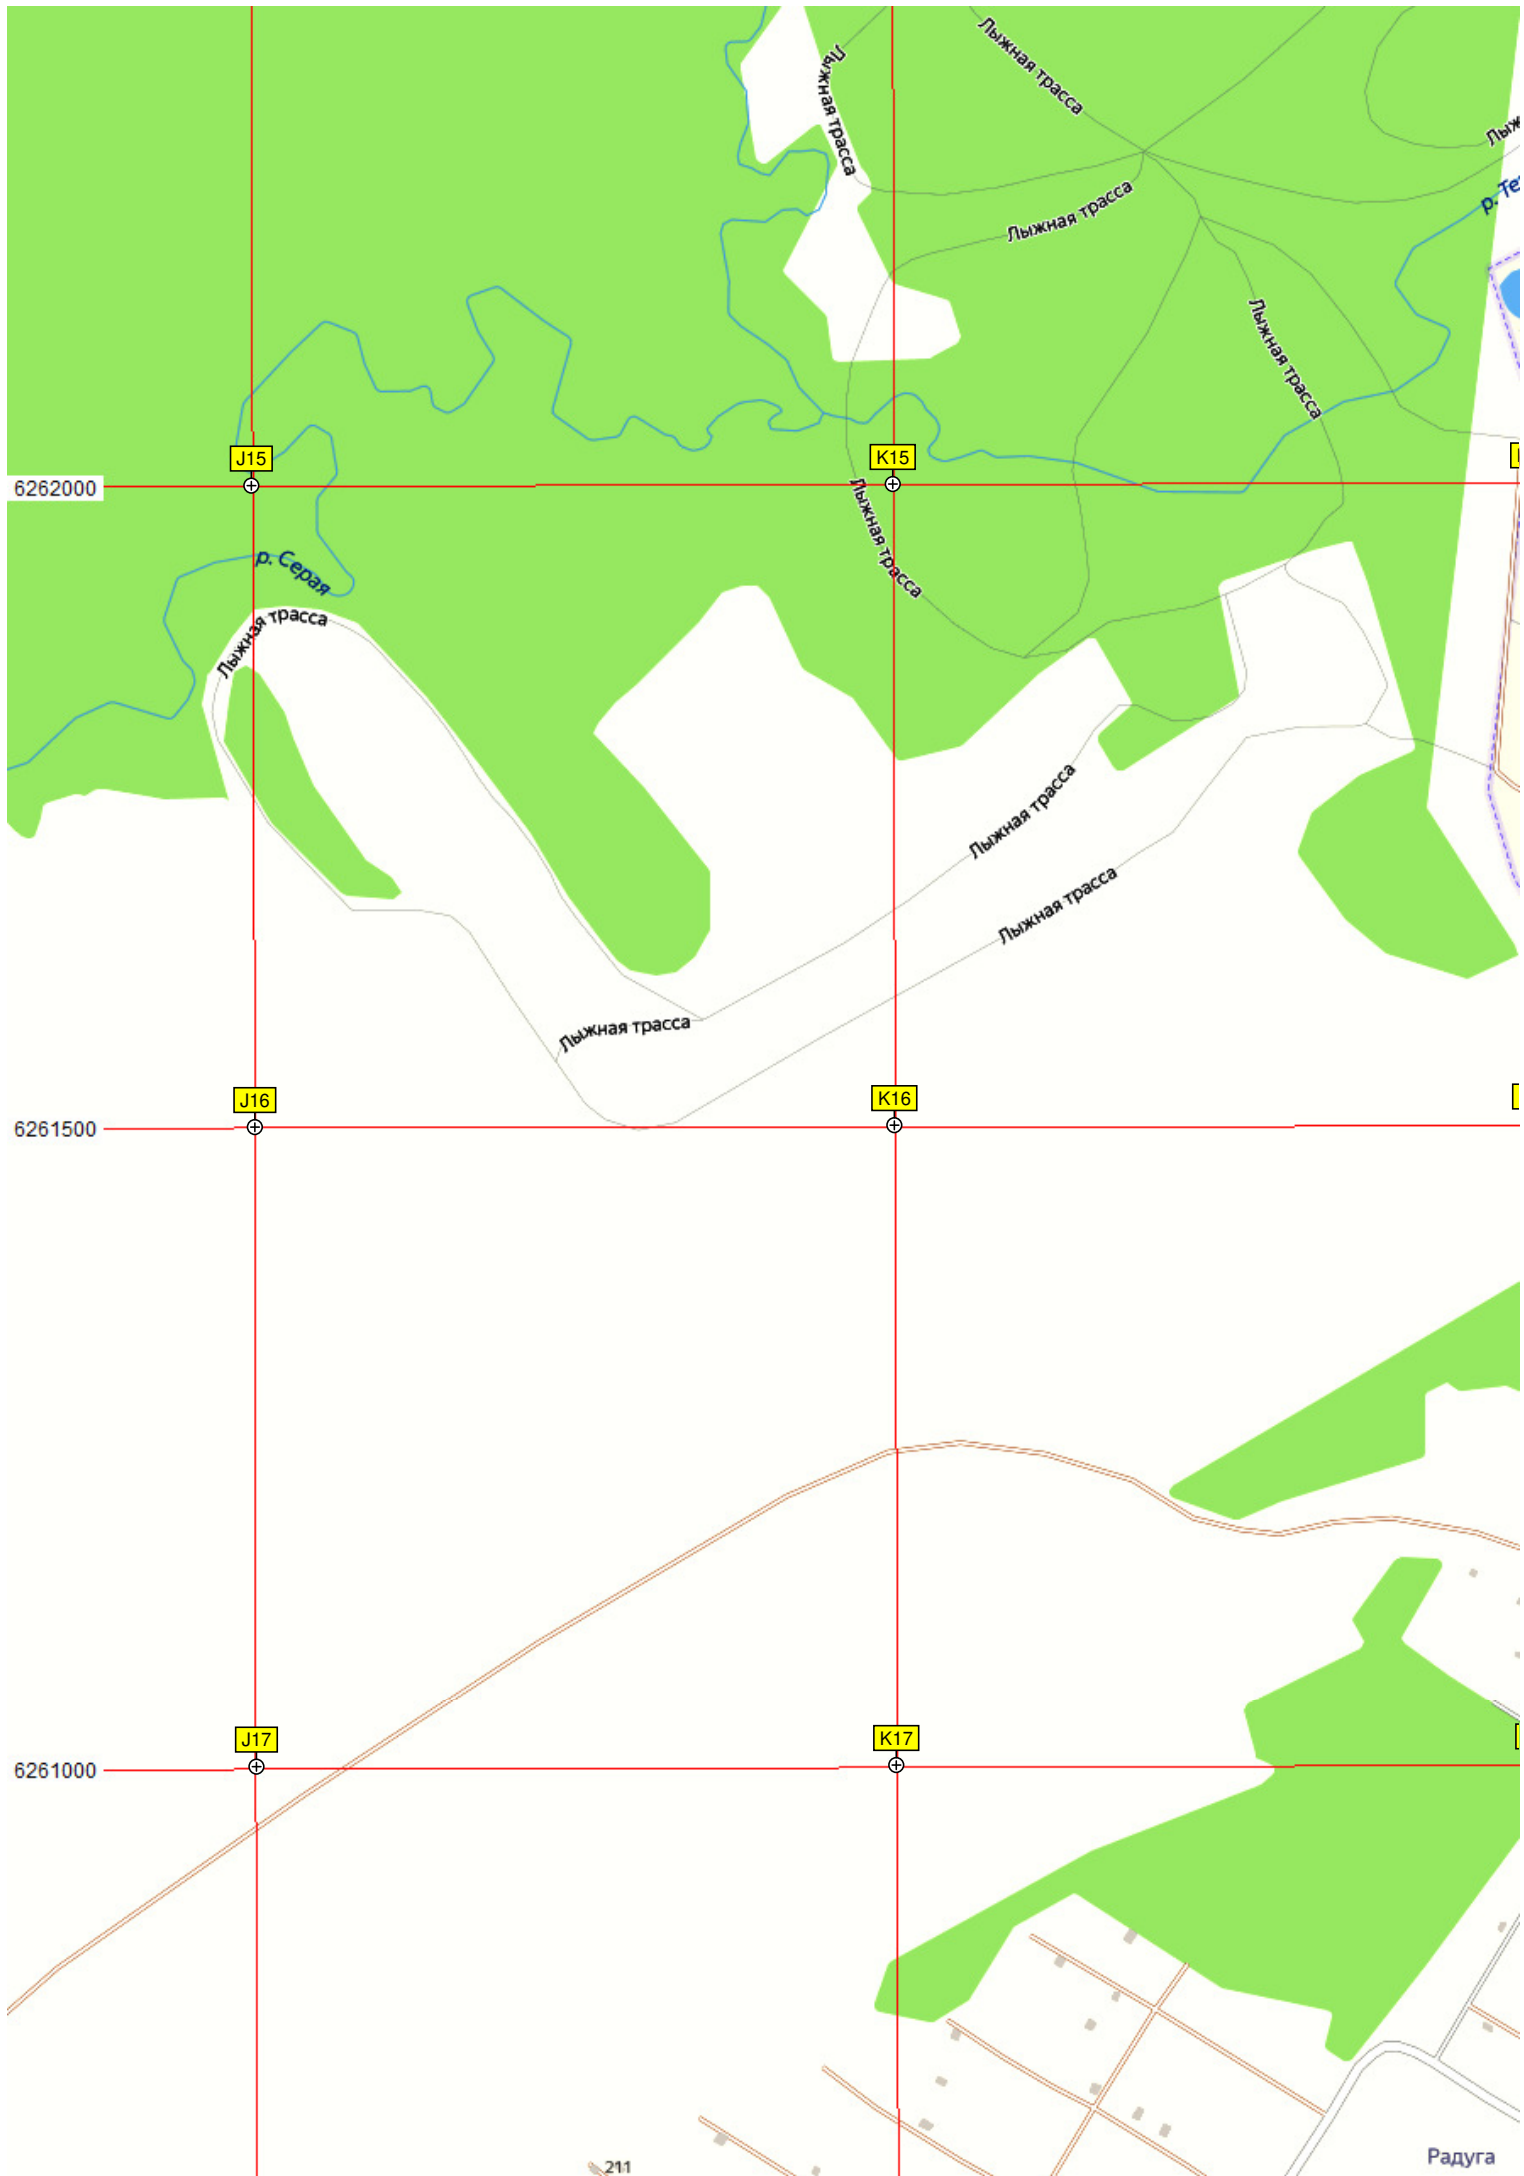 Лыжная трасса
Лыжная трасса
Лыжная трасса
Лыжная трасса
J15
K15
6262000
Лыжная трасса
р. Серая
Лыжная трасса
Лыжная трасса
Лыжная трасса
Лыжная трасса
J16
K16
6261500
J17
K17
6261000
211
Радуга